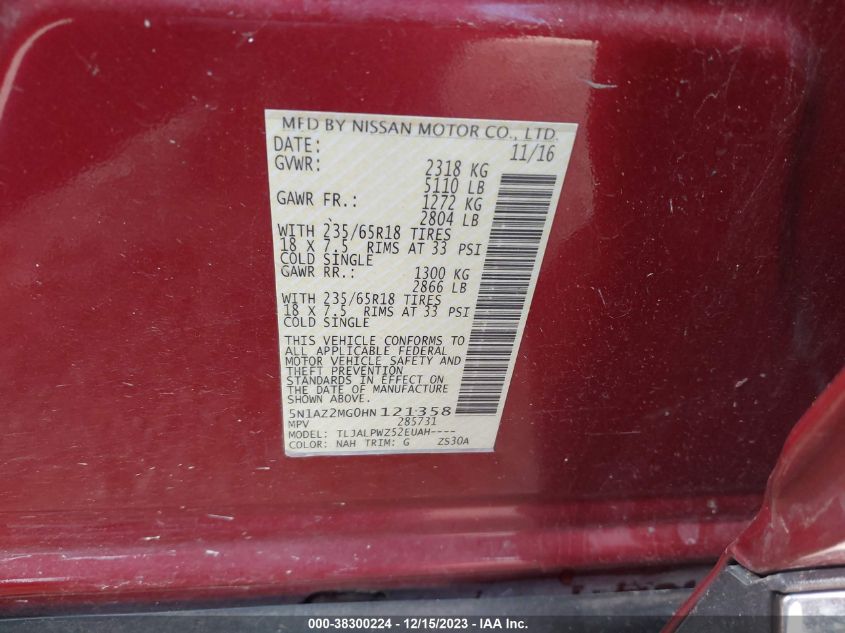 MFD BY NISSAN MOTOR CO., LTD.
DATE: 11/16
GVWR: 2318 KG
5110 LB
GAWR FR.: 1272 KG
2804 LB
WITH 235/65R18 TIRES
18 X 7.5 RIMS AT 33 PSI
COLD SINGLE
GAWR RR.: 1300 KG
2866 LB
WITH 235/65R18 TIRES
18 X 7.5 RIMS AT 33 PSI
COLD SINGLE
THIS VEHICLE CONFORMS TO
ALL APPLICABLE FEDERAL
MOTOR VEHICLE SAFETY AND
THEFT PREVENTION
STANDARDS IN EFFECT ON
THE DATE OF MANUFACTURE
SHOWN ABOVE.
5N1AZ2MG0HN121358
MPV 285731
MODEL: TLJALPWZ52EUAH----
COLOR: NAH TRIM: G ZS30A
000-38300224 - 12/15/2023 - IAA Inc.